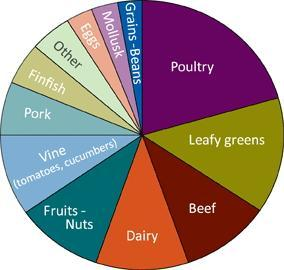 Poultry
Leafy greens
Beef
Dairy
Fruits -
Nuts
Vine
(tomatoes, cucumbers)
Pork
Finfish
Other
Eggs
Mollusk
Grains - Beans